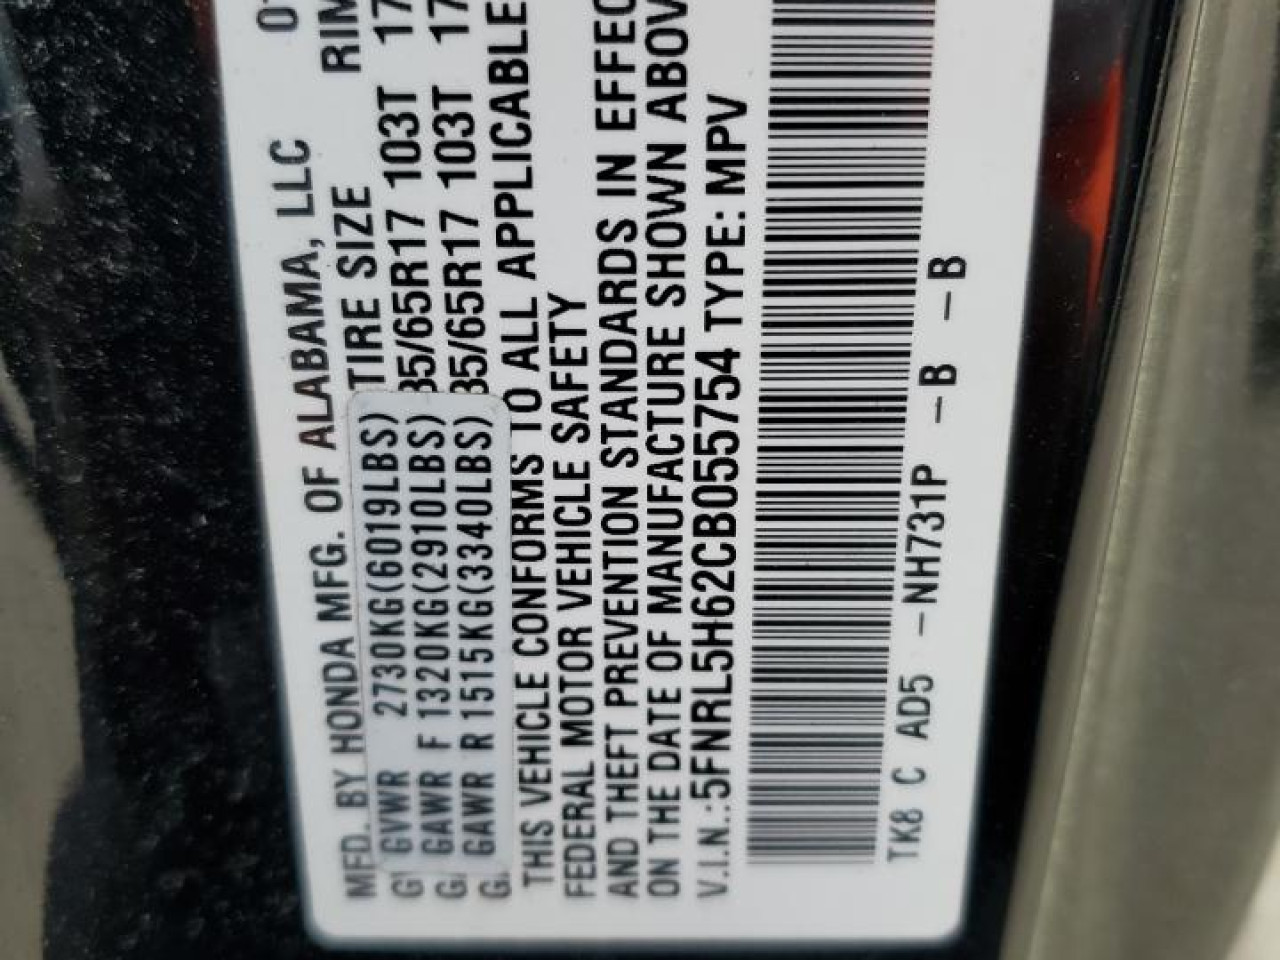 MFD. BY HONDA MFG. OF ALABAMA, LLC 0
TIRE SIZE RIM
GVWR 2730KG(6019LBS) 35/65R17 103T 17
GAWR F 1320KG(2910LBS) 35/65R17 103T 17
GAWR R 1515KG(3340LBS)
THIS VEHICLE CONFORMS TO ALL APPLICABLE
FEDERAL MOTOR VEHICLE SAFETY
AND THEFT PREVENTION STANDARDS IN EFFEC
ON THE DATE OF MANUFACTURE SHOWN ABOV
V.I.N.:5FNRL5H62CB055754 TYPE: MPV
TK8 C AD5 -NH731P -B -B